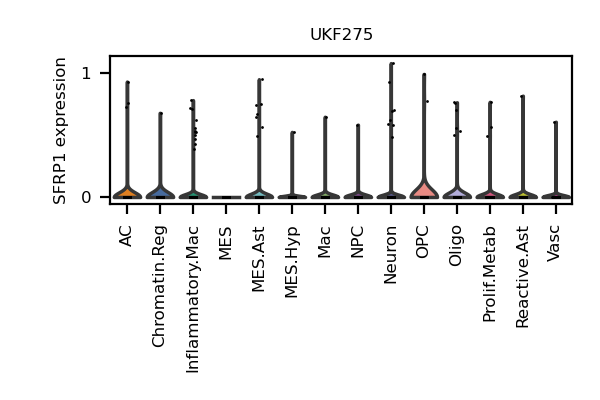 UKF275
SFRP1 expression
1
0
AC
Chromatin.Reg
Inflammatory.Mac
MES
MES.Ast
MES.Hyp
Mac
NPC
Neuron
OPC
Oligo
Prolif.Metab
Reactive.Ast
Vasc